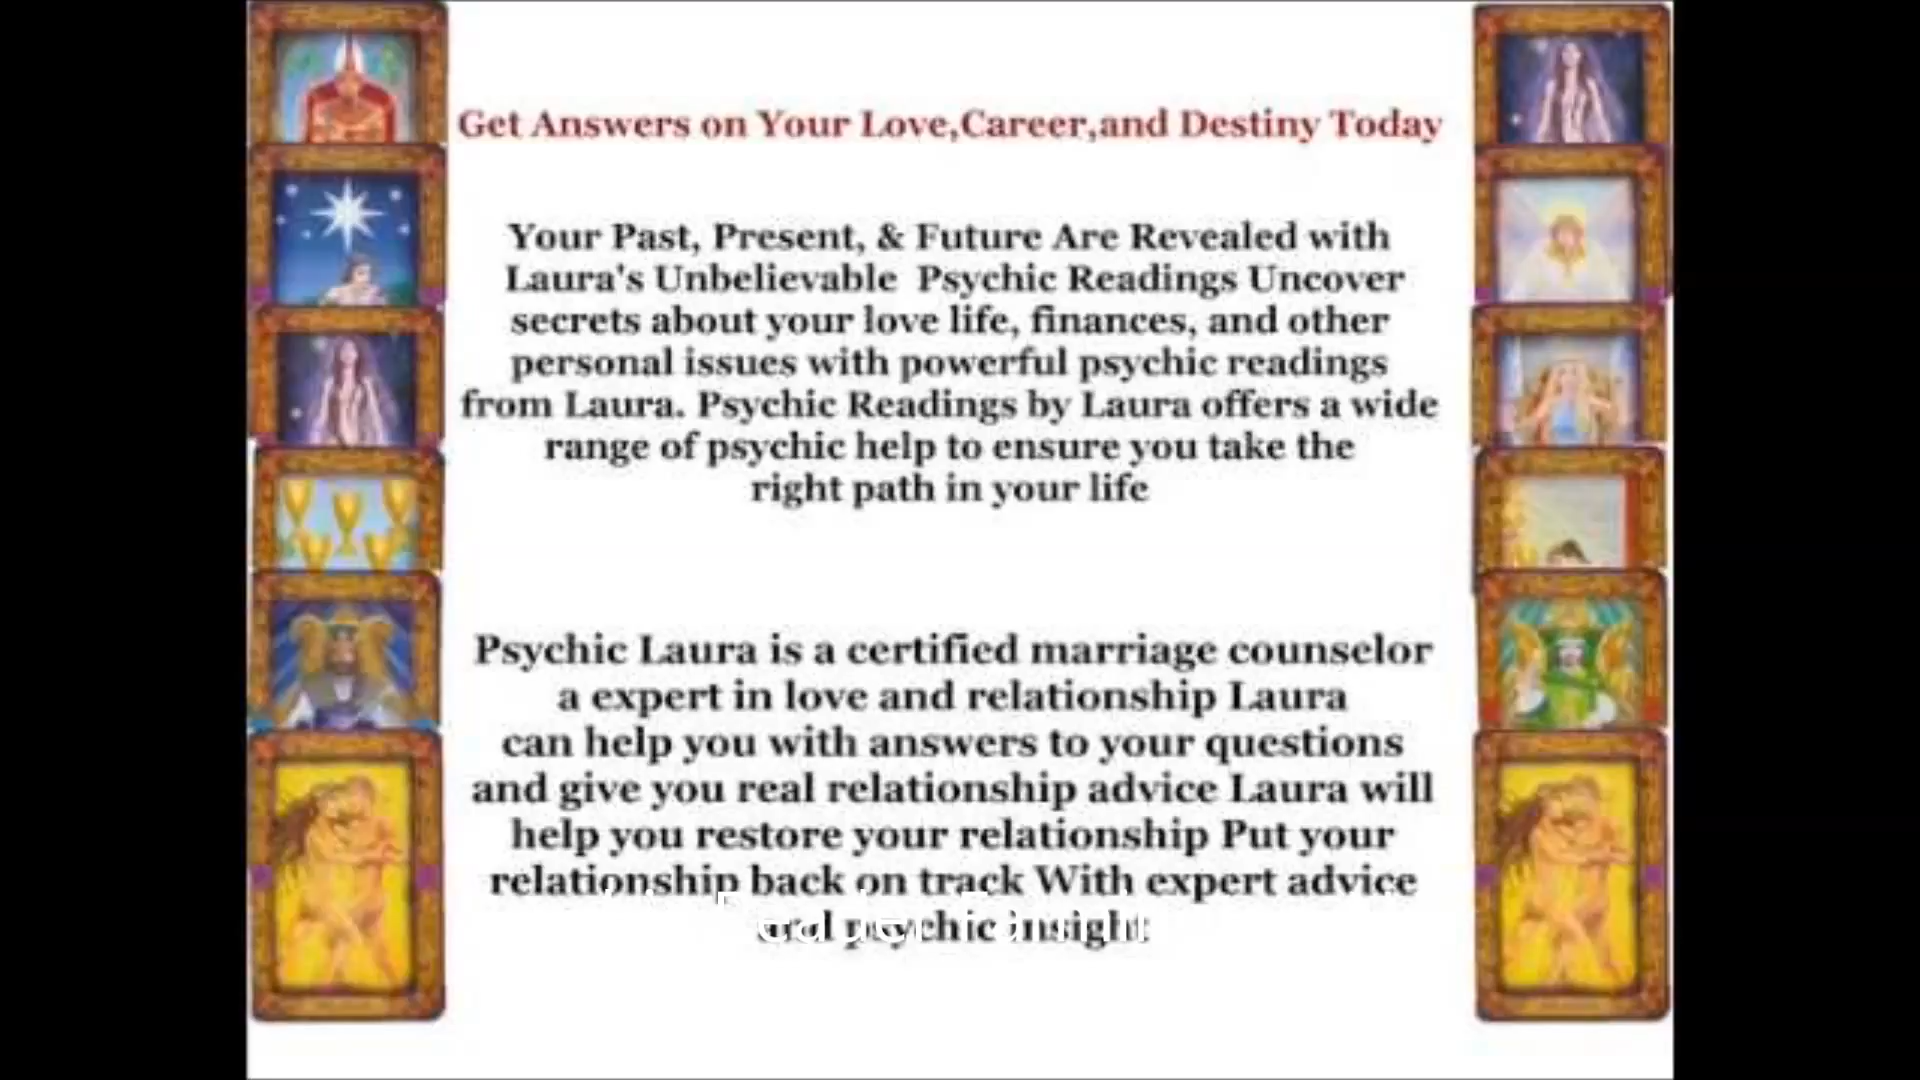 Get Answers on Your Love,Career,and Destiny Today
Your Past, Present, & Future Are Revealed with
Laura's Unbelievable Psychic Readings Uncover
secrets about your love life, finances, and other
personal issues with powerful psychic readings
from Laura. Psychic Readings by Laura offers a wide
range of psychic help to ensure you take the
right path in your life
Psychic Laura is a certified marriage counselor
a expert in love and relationship Laura
can help you with answers to your questions
and give you real relationship advice Laura will
help you restore your relationship Put your
relationship back on track With expert advice
and psychic insight